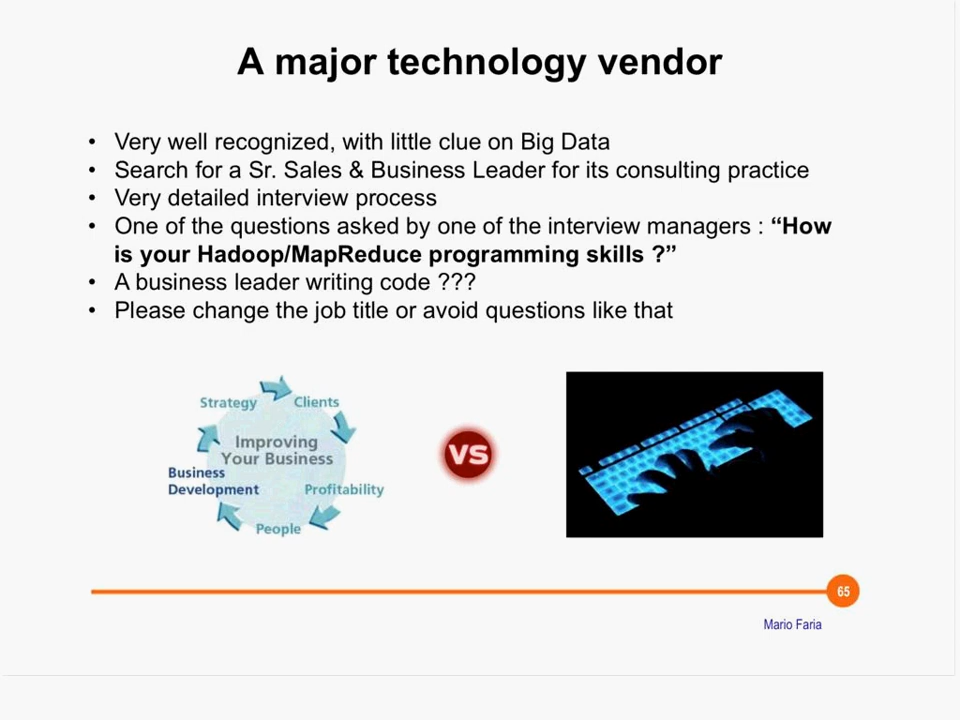 A major technology vendor
• Very well recognized, with little clue on Big Data
• Search for a Sr. Sales & Business Leader for its consulting practice
• Very detailed interview process
• One of the questions asked by one of the interview managers : “How
is your Hadoop/MapReduce programming skills ?”
• A business leader writing code ???
• Please change the job title or avoid questions like that
Strategy
Clients
Improving
Your Business
Business
Development
Profitability
People
VS
65
Mario Faria